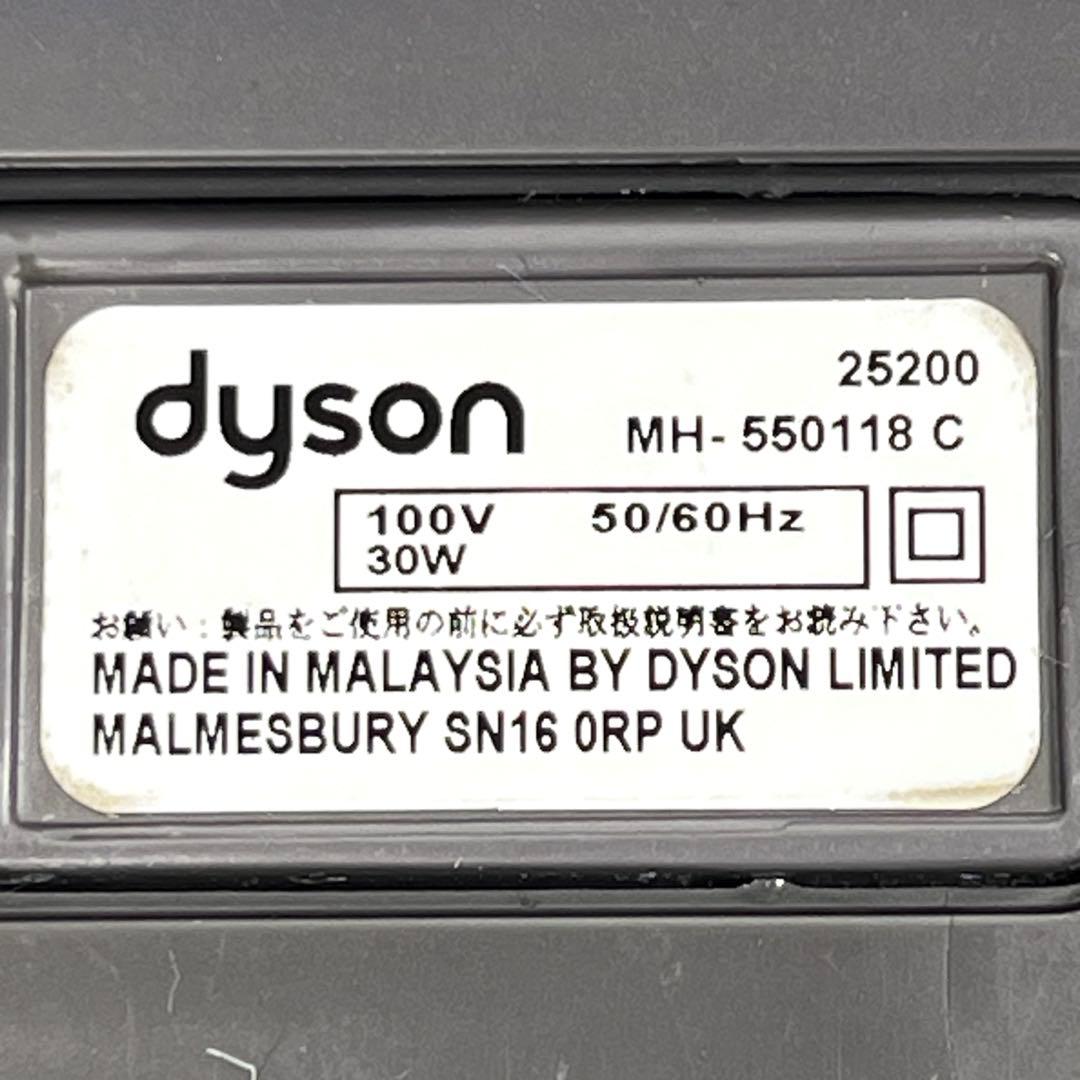 dyson
25200
MH- 550118 C
100V 50/60Hz
30W
お願い：製品をご使用の前に必ず取扱説明書をお読み下さい。
MADE IN MALAYSIA BY DYSON LIMITED
MALMESBURY SN16 0RP UK